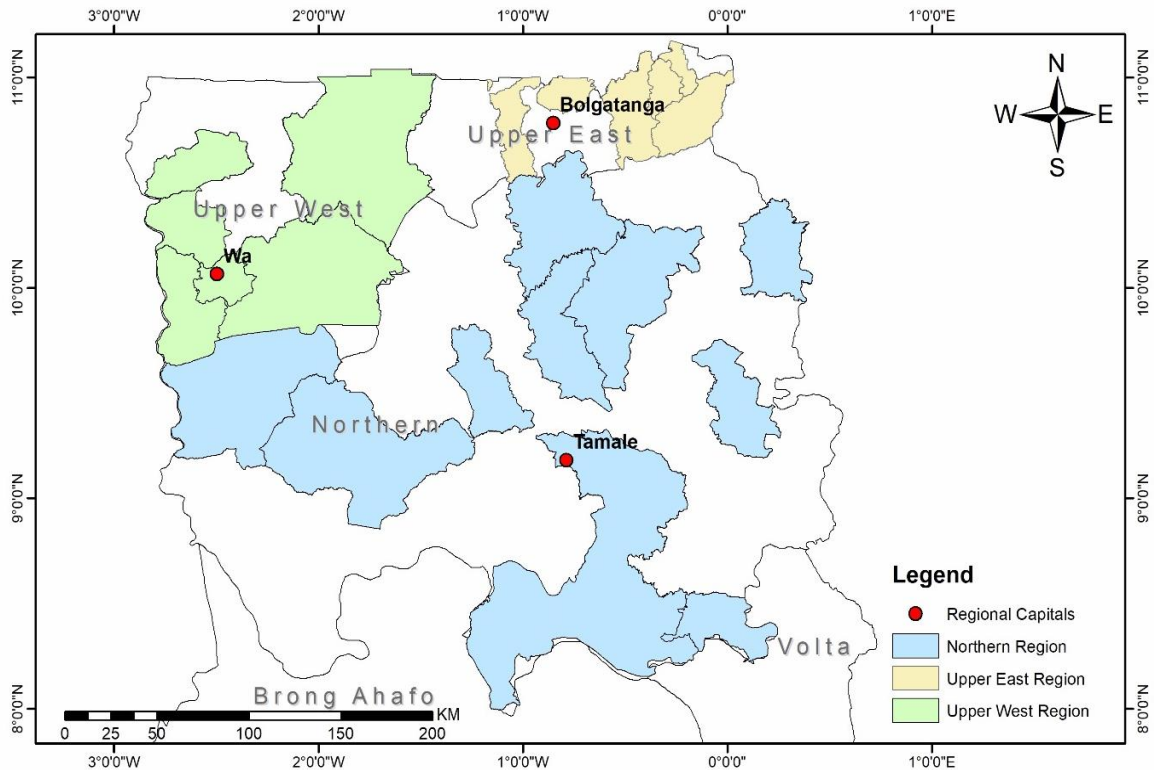 3°0'0"W 2°0'0"W 1°0'0"W 0°0'0" 1°0'0"E
11°0'0"N 11°0'0"N
N
W E
S
Bolgatanga
Upper East
Upper West
Wa
10°0'0"N 10°0'0"N
Northern
Tamale
9°0'0"N 9°0'0"N
Legend
Regional Capitals
Northern Region
Volta
Upper East Region
Brong Ahafo
Upper West Region
8°0'0"N 8°0'0"N
KM
0 25 50 100 150 200
3°0'0"W 2°0'0"W 1°0'0"W 0°0'0" 1°0'0"E